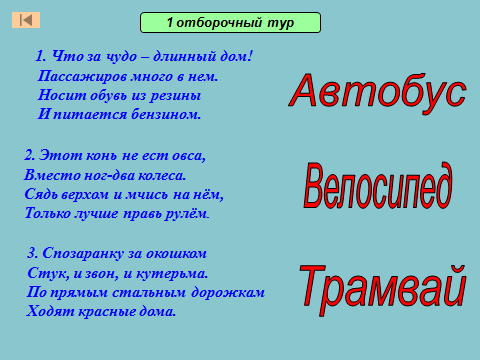 1 отборочный тур
1. Что за чудо – длинный дом!
Пассажиров много в нем.
Носит обувь из резины
И питается бензином.
Автобус
2. Этот конь не ест овса,
Вместо ног-два колеса.
Сядь верхом и мчись на нём,
Только лучше правь рулём.
Велосипед
3. Спозаранку за окошком
Стук, и звон, и кутерьма.
По прямым стальным дорожкам
Ходят красные дома.
Трамвай